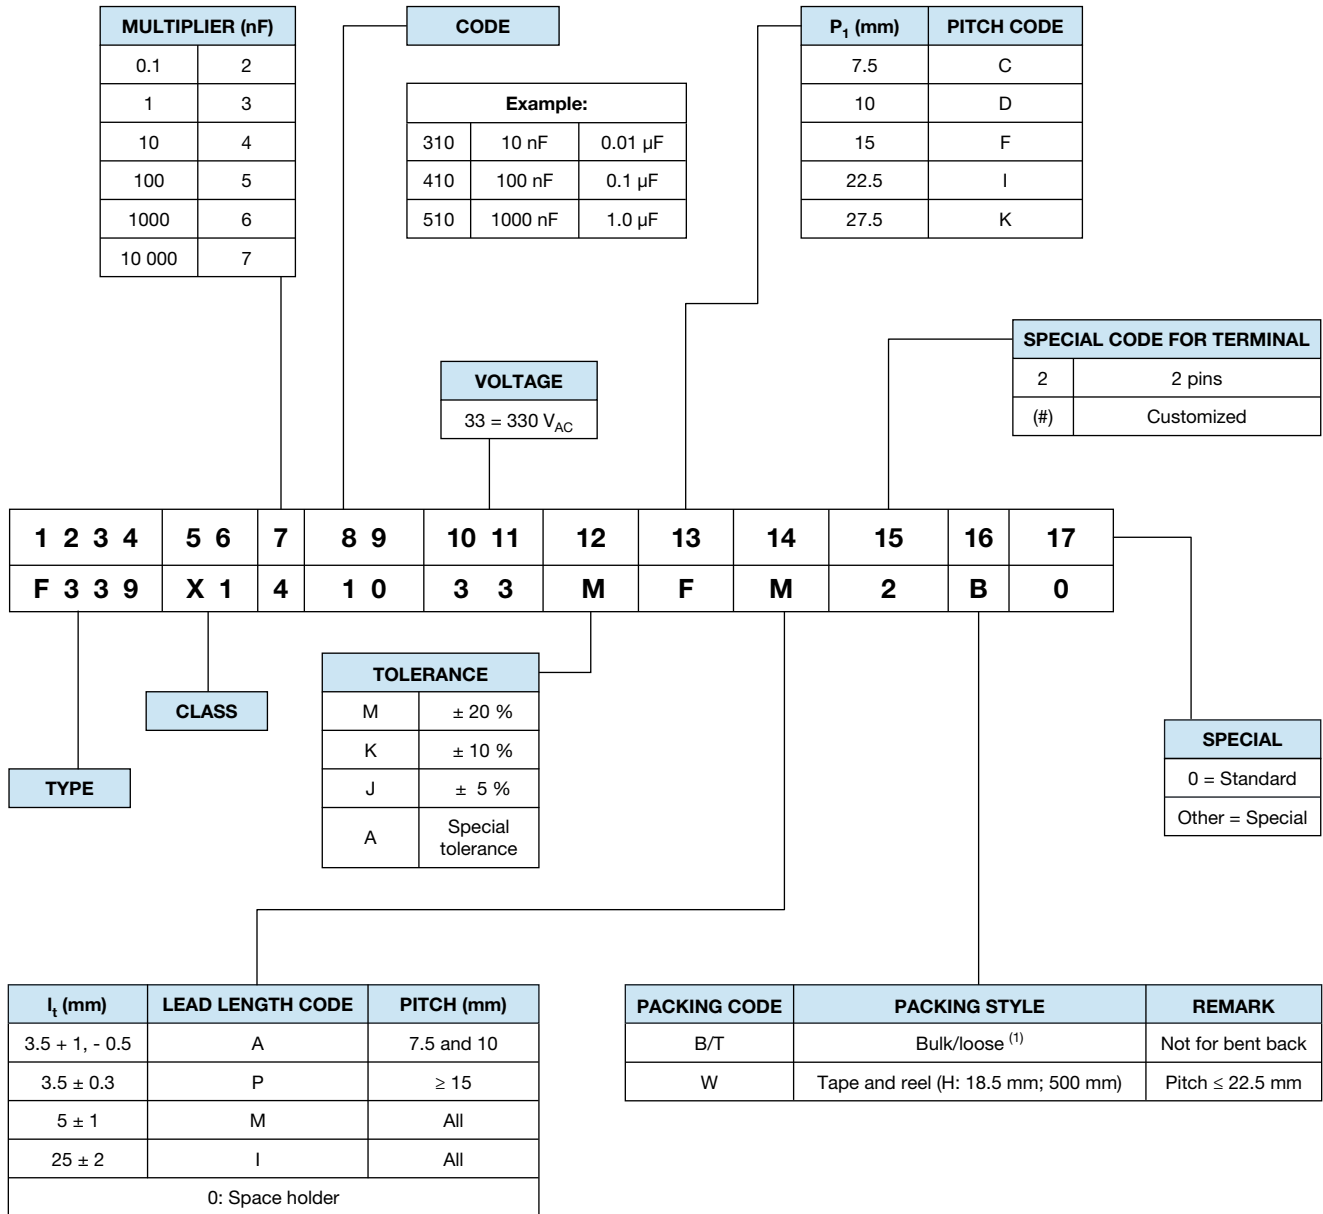 MULTIPLIER (nF)
0.1 2
1 3
10 4
100 5
1000 6
10 000 7
CODE
Example:
310 10 nF 0.01 µF
410 100 nF 0.1 µF
510 1000 nF 1.0 µF
P1 (mm) PITCH CODE
7.5 C
10 D
15 F
22.5 I
27.5 K
SPECIAL CODE FOR TERMINAL
2 2 pins
(#) Customized
VOLTAGE
33 = 330 VAC
1 2 3 4 5 6 7 8 9 10 11 12 13 14 15 16 17
F 3 3 9 X 1 4 1 0 3 3 M F M 2 B 0
TYPE
CLASS
TOLERANCE
M ± 20 %
K ± 10 %
J ± 5 %
A Special
tolerance
SPECIAL
0 = Standard
Other = Special
lt (mm) LEAD LENGTH CODE PITCH (mm)
3.5 + 1, - 0.5 A 7.5 and 10
3.5 ± 0.3 P ≥ 15
5 ± 1 M All
25 ± 2 I All
0: Space holder
PACKING CODE PACKING STYLE REMARK
B/T Bulk/loose (1) Not for bent back
W Tape and reel (H: 18.5 mm; 500 mm) Pitch ≤ 22.5 mm